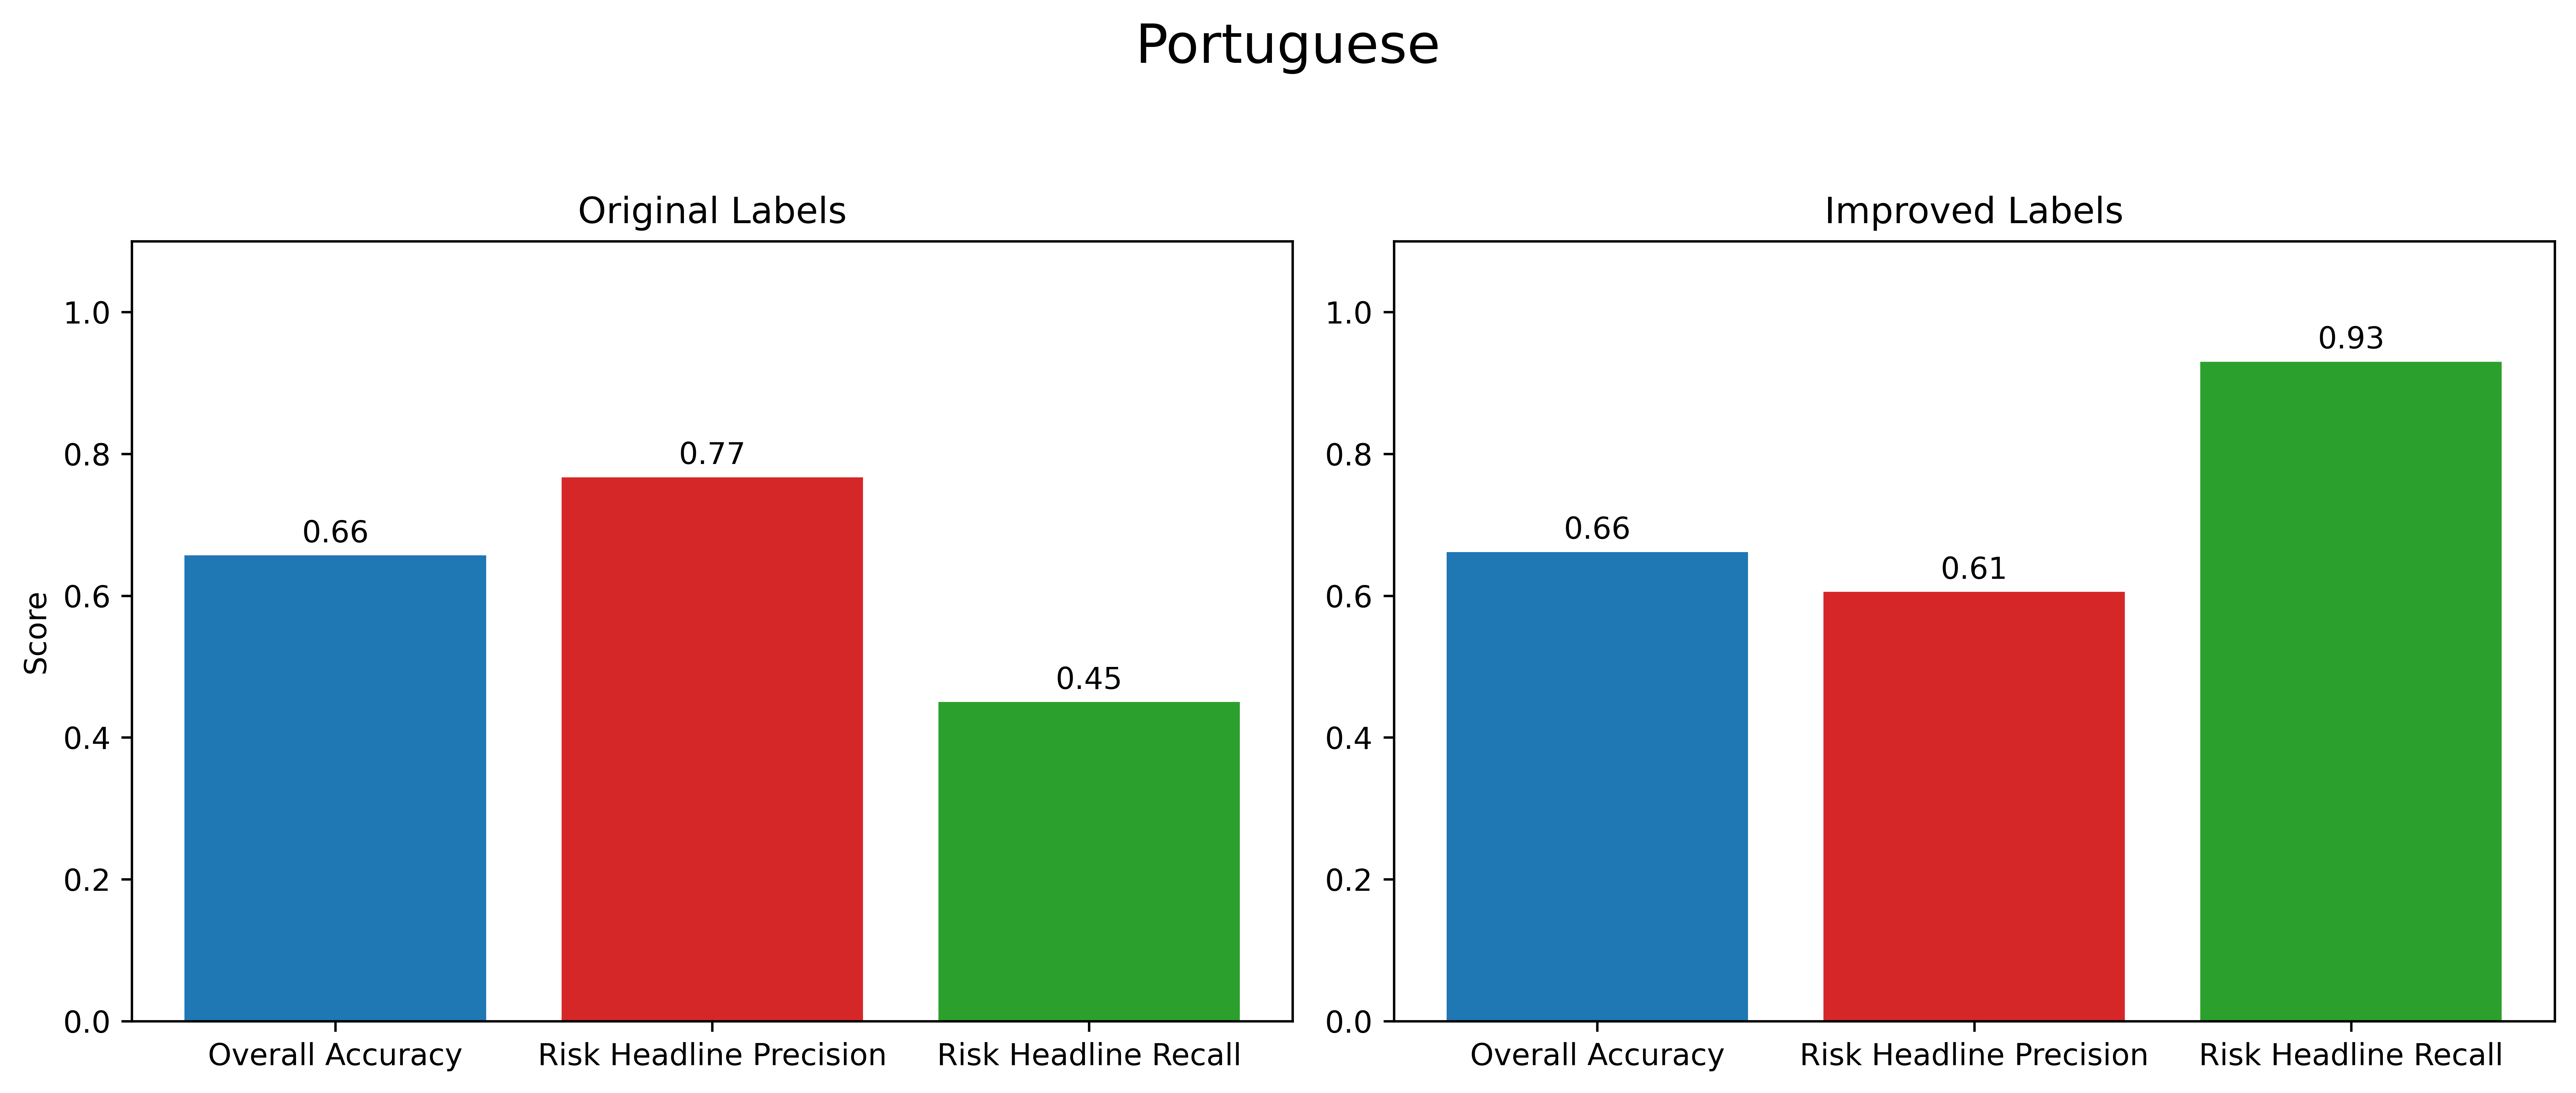 Portuguese
Original Labels
Score
1.0
0.8
0.6
0.4
0.2
0.0
0.66
0.77
0.45
Overall Accuracy
Risk Headline Precision
Risk Headline Recall
Improved Labels
1.0
0.8
0.6
0.4
0.2
0.0
0.66
0.61
0.93
Overall Accuracy
Risk Headline Precision
Risk Headline Recall